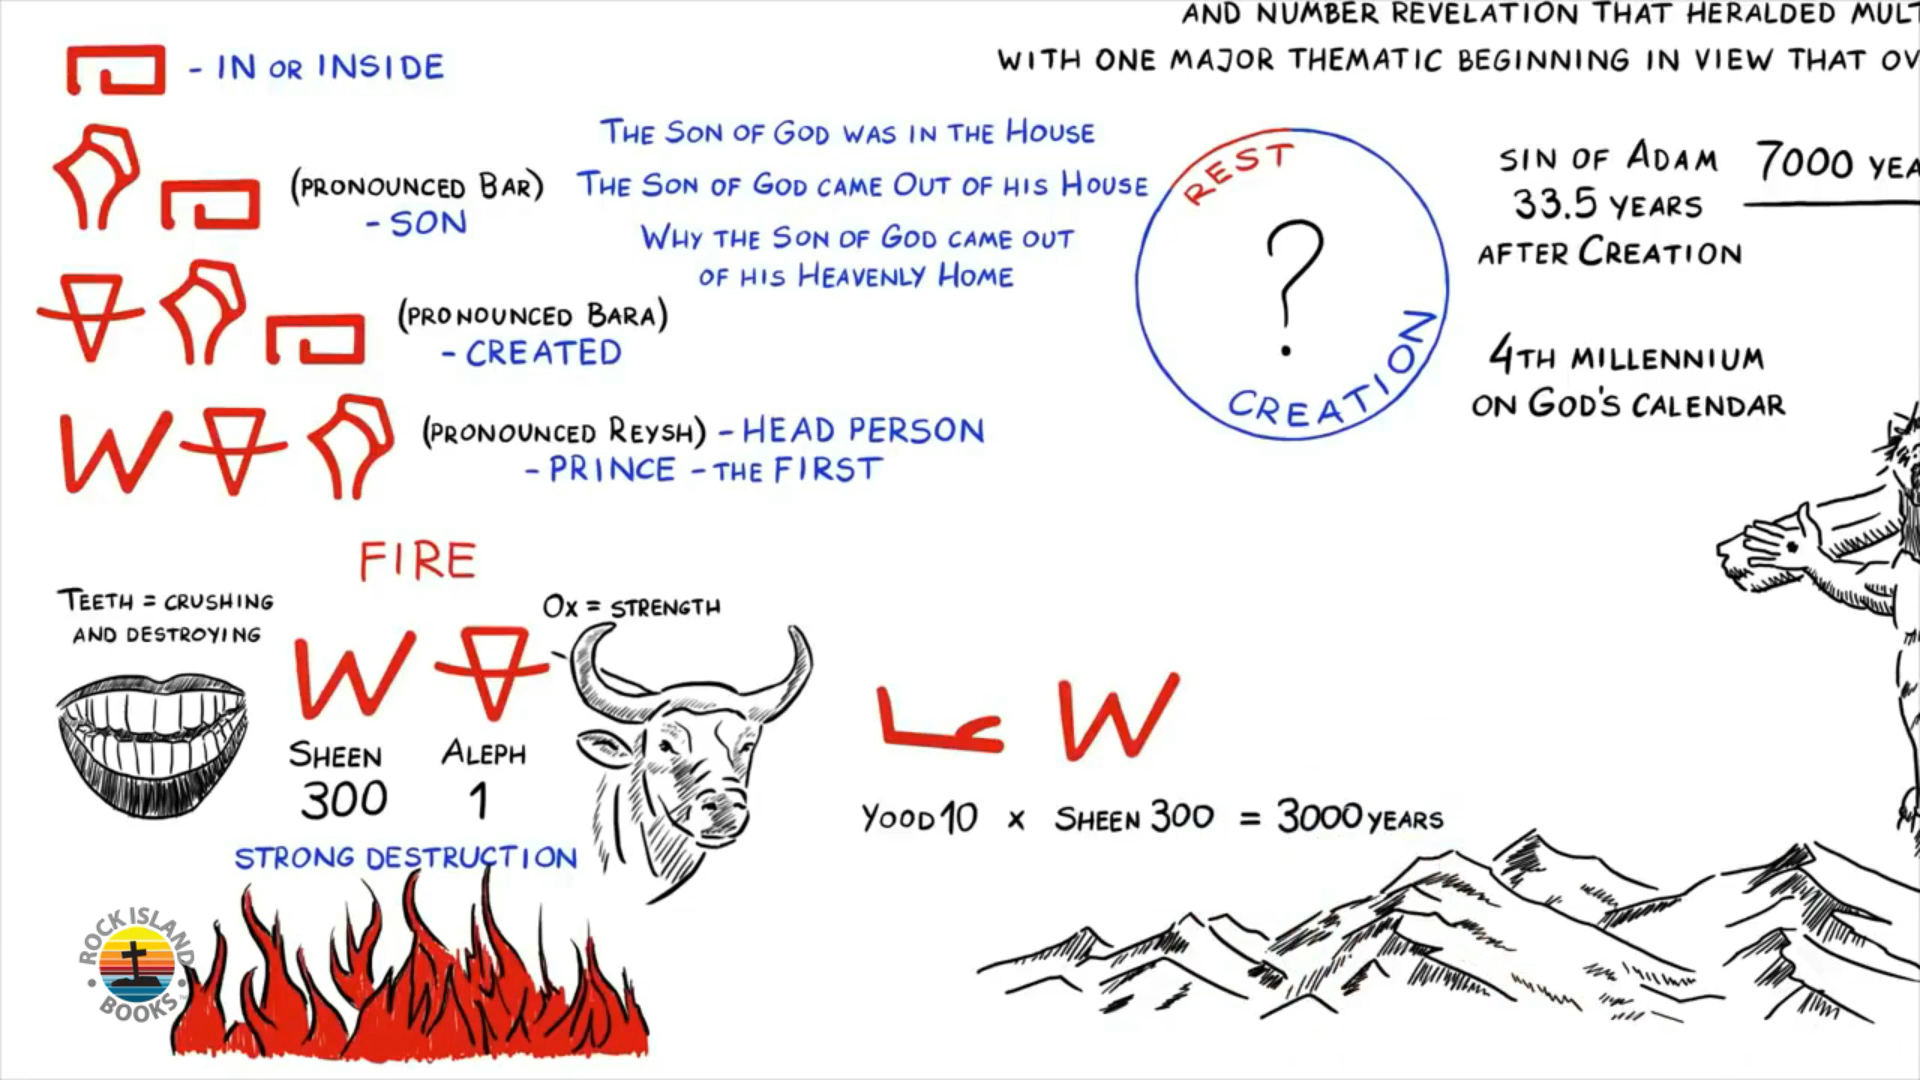 AND NUMBER REVELATION THAT HERALDED MULT
WITH ONE MAJOR THEMATIC BEGINNING IN VIEW THAT OV
- IN OR INSIDE
(PRONOUNCED BAR)
- SON
(PRONOUNCED BARA)
- CREATED
(PRONOUNCED REYSH) - HEAD PERSON
- PRINCE - THE FIRST
THE SON OF GOD WAS IN THE HOUSE
THE SON OF GOD CAME OUT OF HIS HOUSE
WHY THE SON OF GOD CAME OUT
OF HIS HEAVENLY HOME
REST
?
CREATION
SIN OF ADAM
33.5 YEARS
AFTER CREATION
7000 YEA
4TH MILLENNIUM
ON GOD'S CALENDAR
FIRE
TEETH = CRUSHING
AND DESTROYING
OX = STRENGTH
SHEEN ALEPH
300 1
STRONG DESTRUCTION
YOOD 10 x SHEEN 300 = 3000 YEARS
ROCK ISLAND
BOOKS